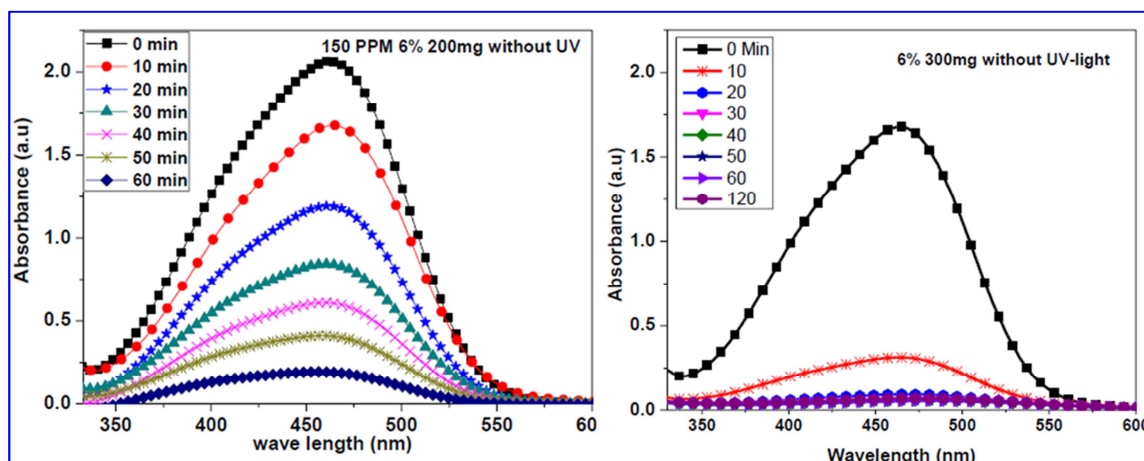 150 PPM 6% 200mg without UV
0 min
10 min
20 min
30 min
40 min
50 min
60 min
Absorbance (a.u)
2.0
1.5
1.0
0.5
0.0
350 400 450 500 550 60
wave length (nm)
6% 300mg without UV-light
0 Min
10
20
30
40
50
60
120
Absorbance (a.u)
2.0
1.5
1.0
0.5
0.0
350 400 450 500 550 600
Wavelength (nm)